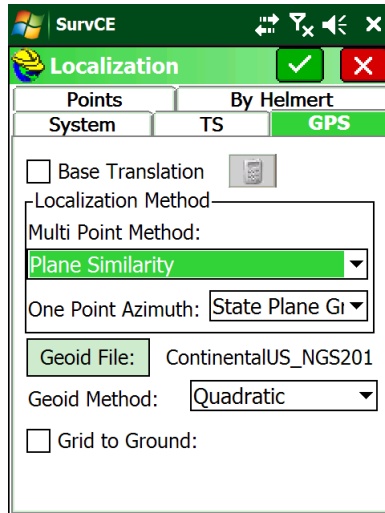 SurvCE
Localization
Points By Helmert
System TS GPS
Base Translation
Localization Method
Multi Point Method:
Plane Similarity
One Point Azimuth: State Plane Gr
Geoid File: ContinentalUS_NGS201
Geoid Method: Quadratic
Grid to Ground: